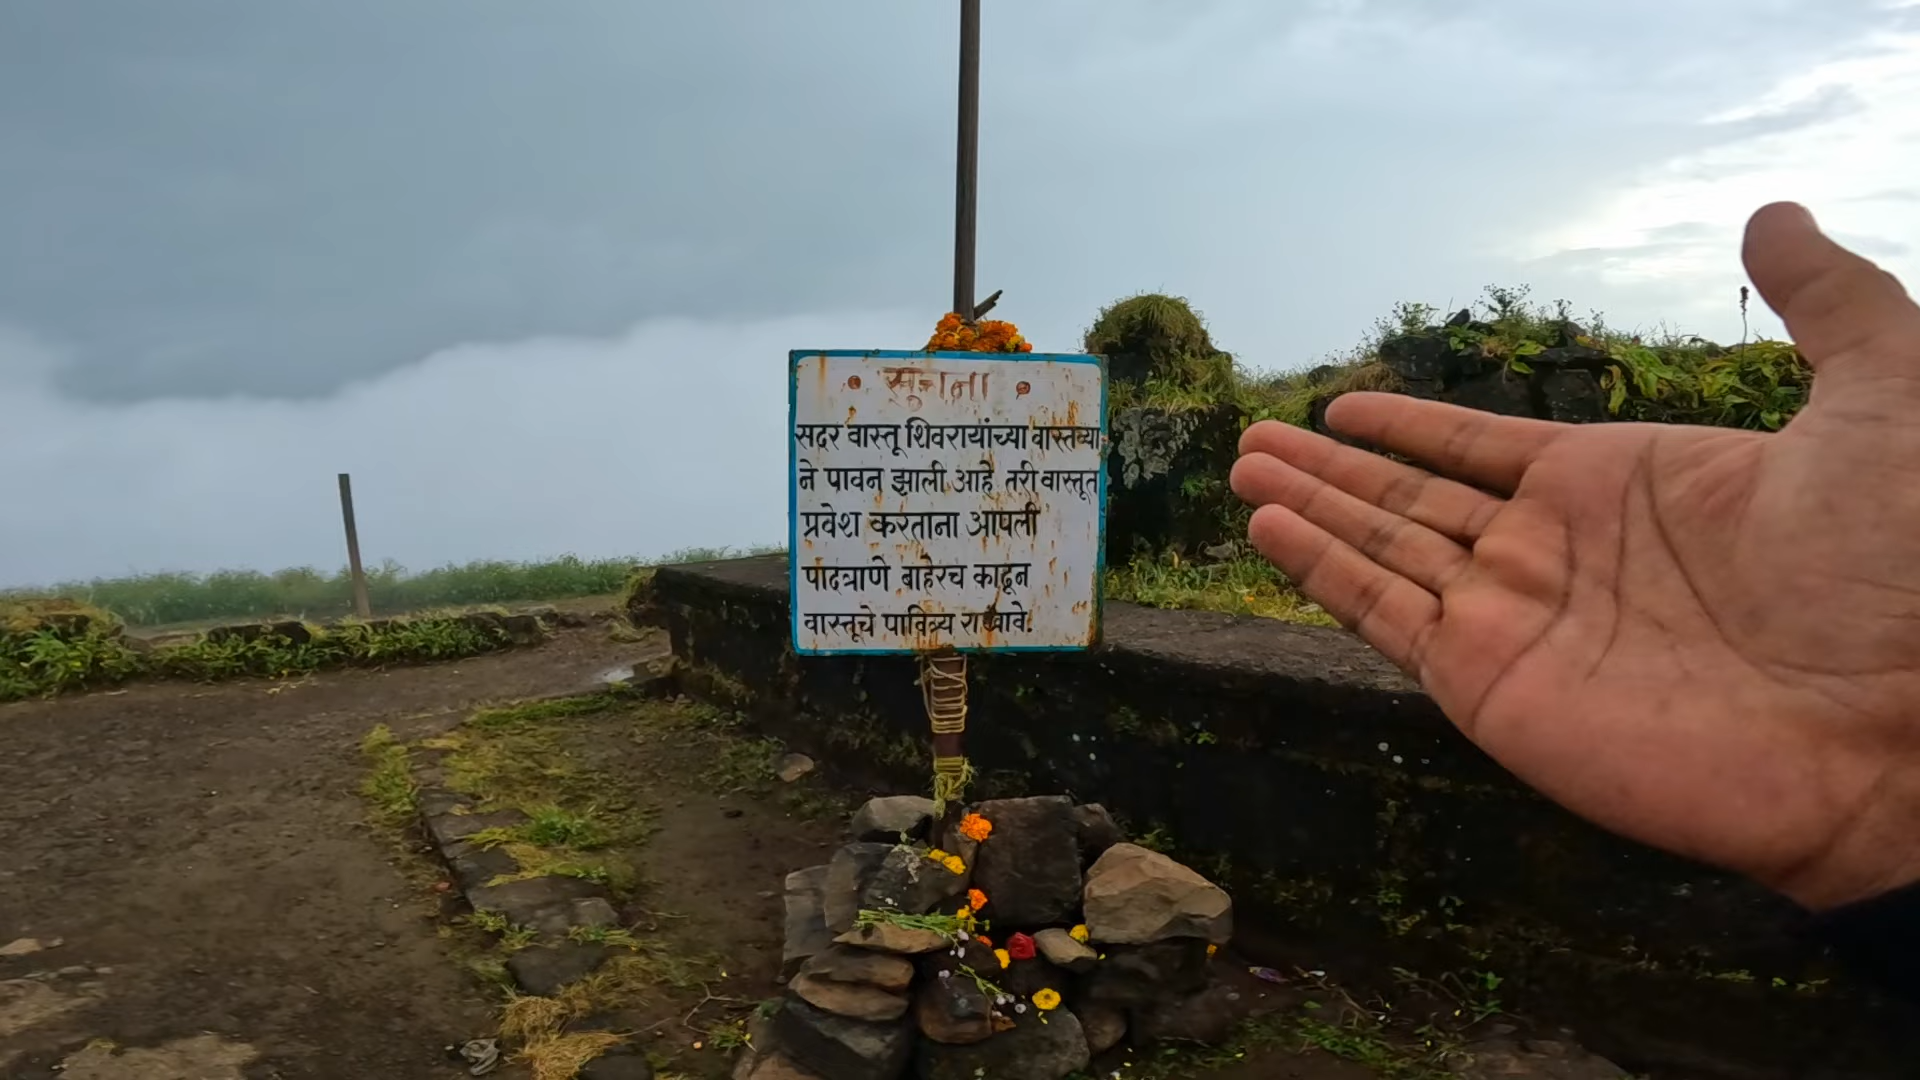 सूचना
सदर वास्तू शिवरायांच्या वास्तव्या
ने पावन झाली आहे तरी वास्तूत
प्रवेश करताना आपली
पादत्राणे बाहेरच काढून
वास्तूचे पावित्र्य राखावे.